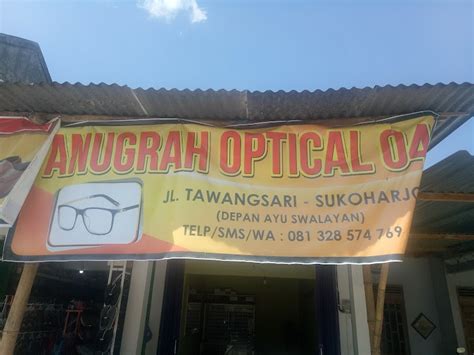 ANUGRAH OPTICAL 04
JL. TAWANGSARI - SUKOHARJO
(DEPAN AYU SWALAYAN)
TELP/SMS/WA : 081 328 574 769